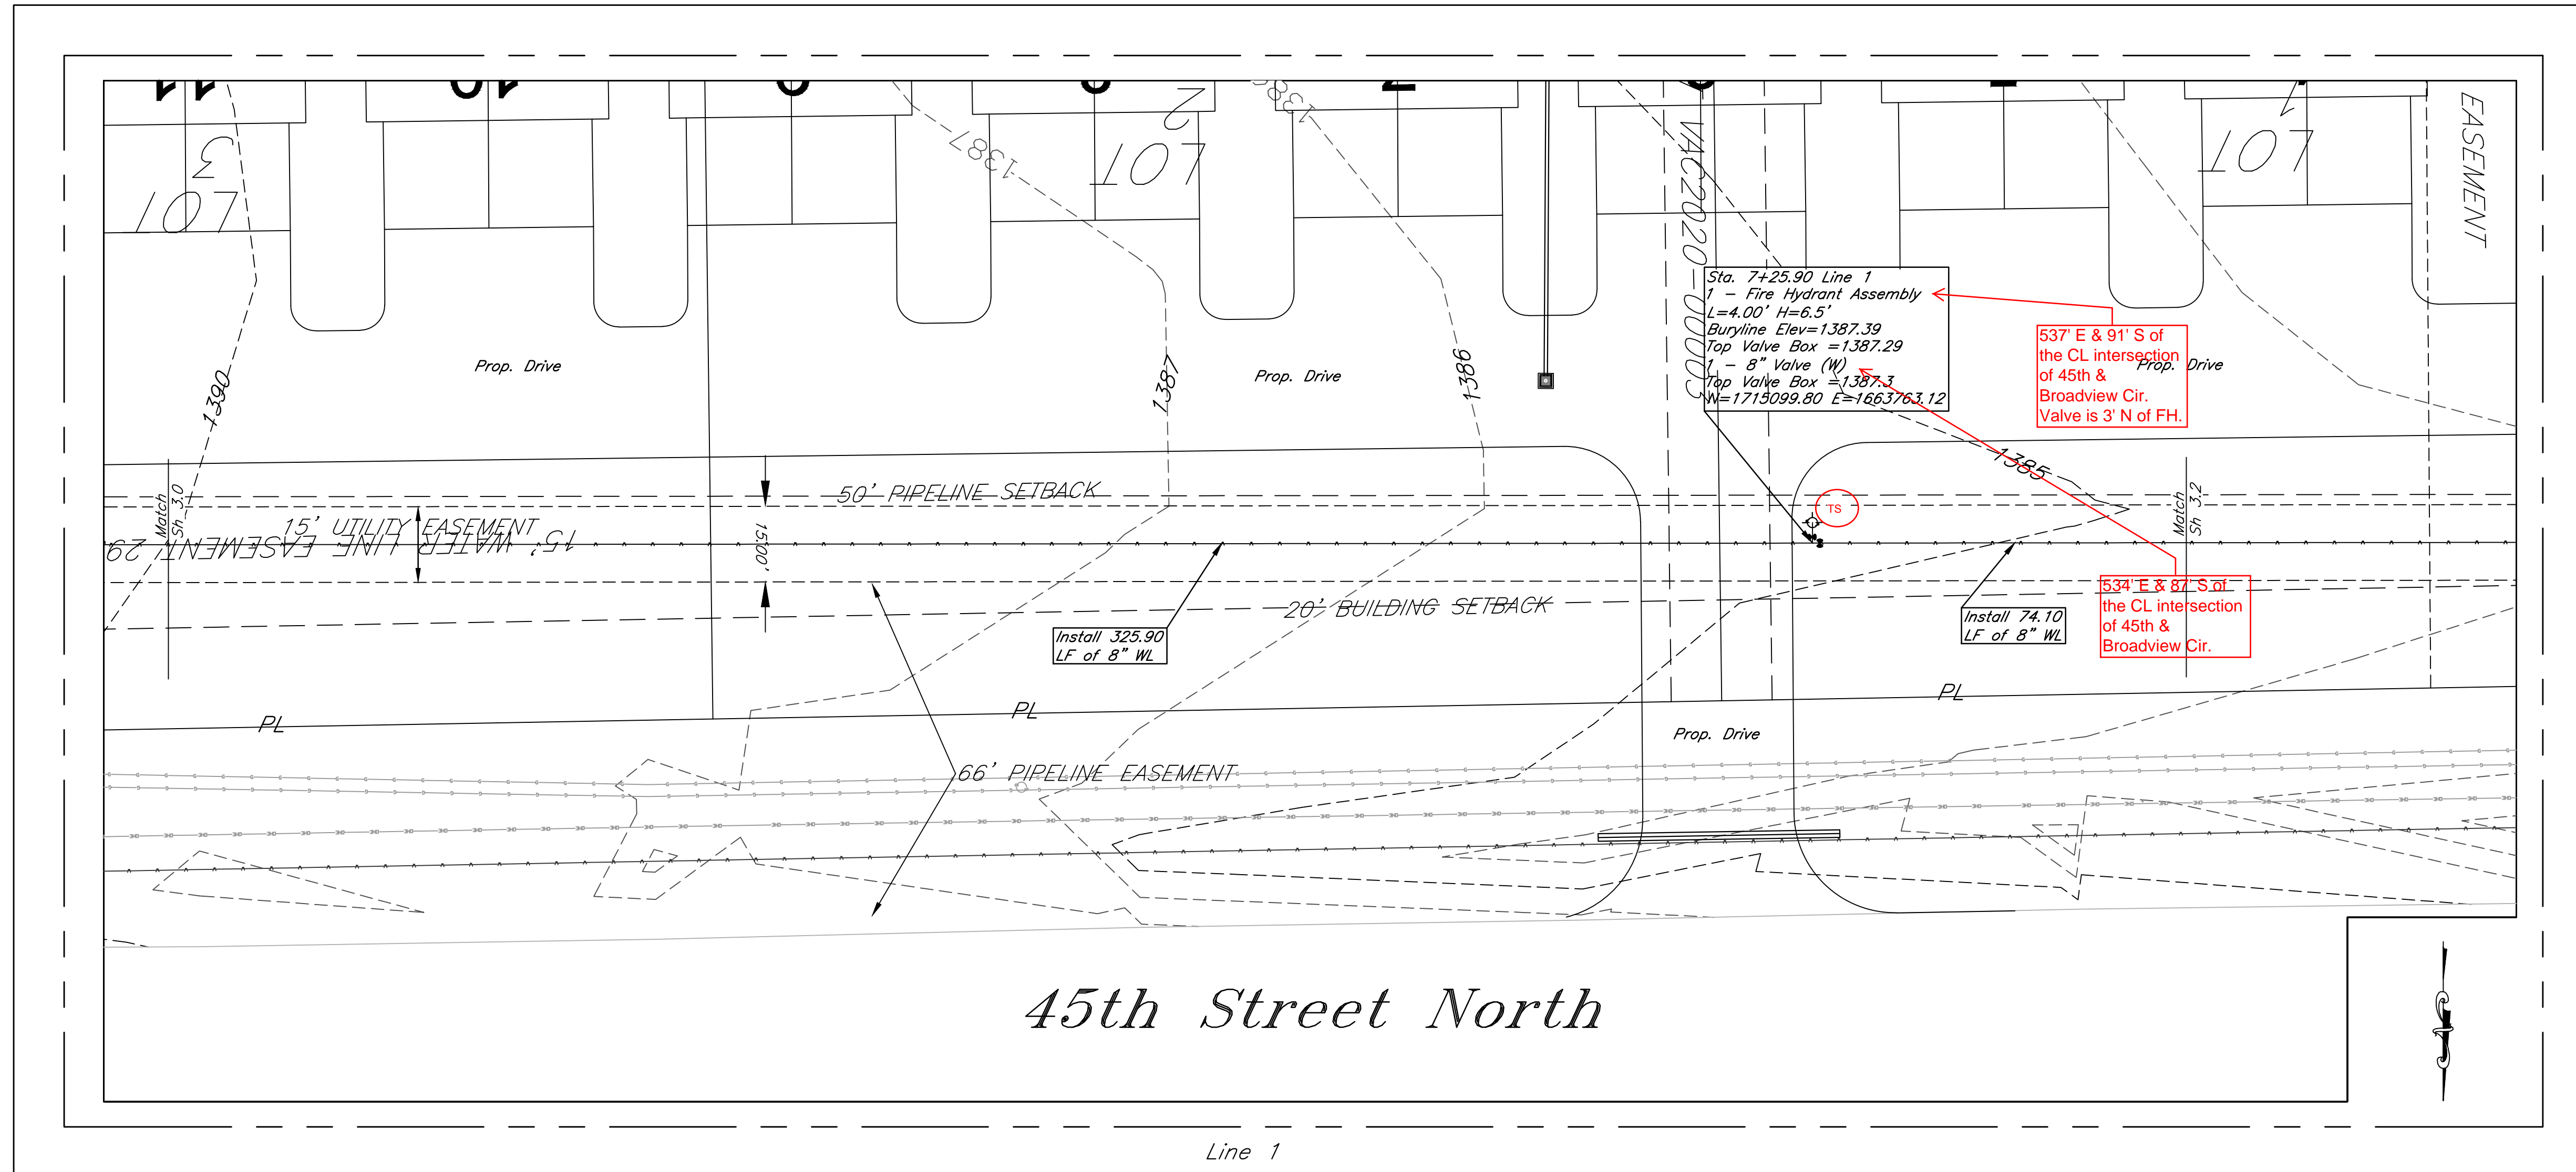 LOT
3
1387
LOT
2
VAC2020-00003
LOT
1
EASEMENT
Sta. 7+25.90 Line 1
1 - Fire Hydrant Assembly
L=4.00' H=6.5'
Buryline Elev=1387.39
Top Valve Box =1387.29
1 - 8" Valve (W)
Top Valve Box =1387.3
N=1715099.80 E=1663763.12
537' E & 91' S of
the CL intersection
of 45th &
Broadview Cir.
Valve is 3' N of FH.
Prop. Drive
Prop. Drive
Prop. Drive
1390
1387
1386
1385
Match
Sh 3.0
50' PIPELINE SETBACK
15' UTILITY EASEMENT
15' WATER LINE EASEMENT, 29
15.00'
TS
Match
Sh 3.2
20' BUILDING SETBACK
Install 325.90
LF of 8" WL
Install 74.10
LF of 8" WL
534' E & 87' S of
the CL intersection
of 45th &
Broadview Cir.
PL
PL
PL
Prop. Drive
66' PIPELINE EASEMENT
45th Street North
Line 1